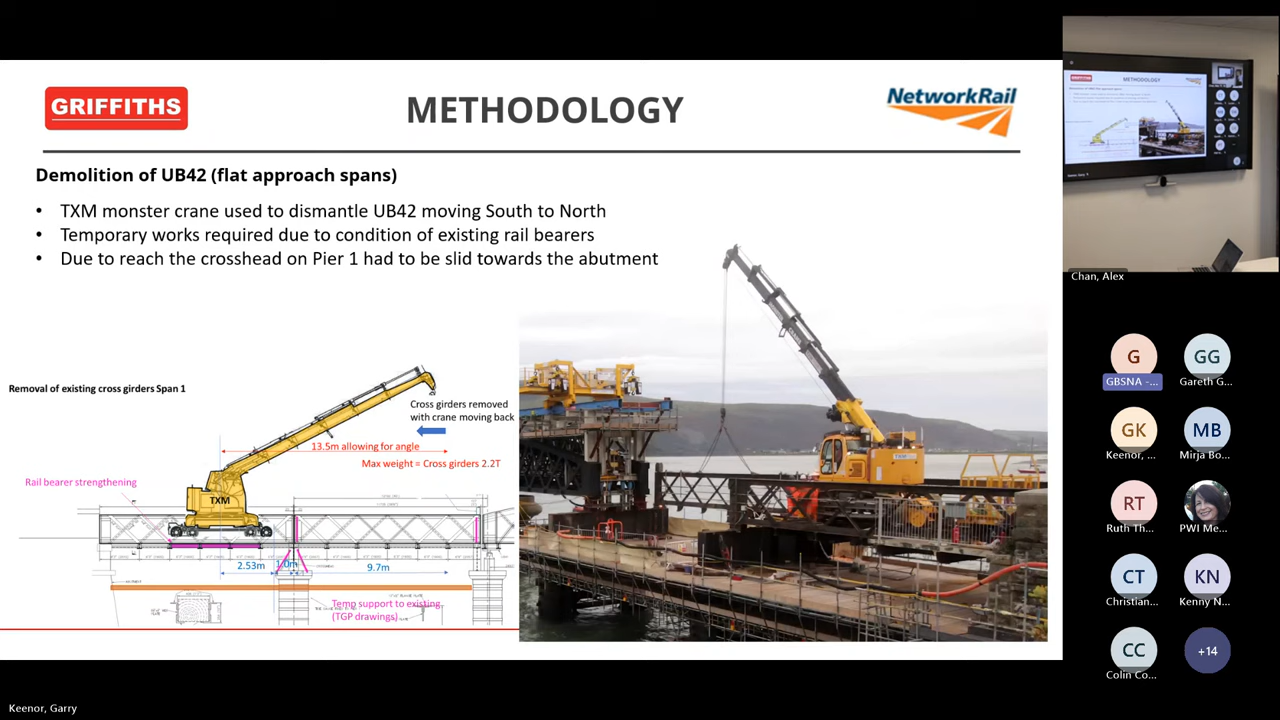 GRIFFITHS
METHODOLOGY
NetworkRail
Demolition of UB42 (flat approach spans)
• TXM monster crane used to dismantle UB42 moving South to North
• Temporary works required due to condition of existing rail bearers
• Due to reach the crosshead on Pier 1 had to be slid towards the abutment
Removal of existing cross girders Span 1
Cross girders removed
with crane moving back
13.5m allowing for angle
Max weight = Cross girders 2.2T
Rail bearer strengthening
TXM
2.53m
1.0m
9.7m
Temp support to existing
(TGP drawings)
Keenor, Garry
METHODOLOGY
Chan, Alex
G
GBSNA -...
GG
Gareth G...
GK
Keenor, ...
MB
Mirja Bo...
RT
Ruth Th...
PWI Me...
CT
Christian...
KN
Kenny N...
CC
Colin Co...
+14